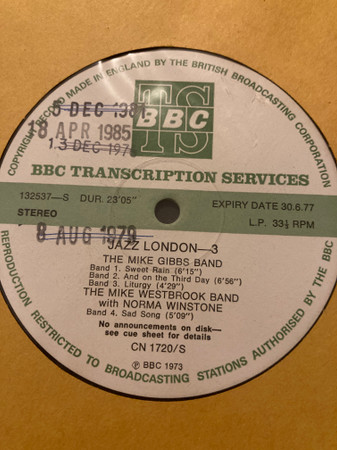 COPYRIGHT RECORD MADE IN ENGLAND BY THE BRITISH BROADCASTING CORPORATION
TS
BBC
5 DEC 198
18 APR 1985
13 DEC 197
BBC TRANSCRIPTION SERVICES
132537—S DUR. 23'05" EXPIRY DATE 30.6.77
STEREO L.P. 33⅓ RPM
8 AUG 1979
JAZZ LONDON—3
THE MIKE GIBBS BAND
Band 1. Sweet Rain (6'15")
Band 2. And on the Third Day (6'56")
Band 3. Liturgy (4'29")
THE MIKE WESTBROOK BAND
with NORMA WINSTONE
Band 4. Sad Song (5'09")
No announcements on disk—
see cue sheet for details
CN 1720/S
℗ BBC 1973
REPRODUCTION RESTRICTED TO BROADCASTING STATIONS AUTHORISED BY THE BBC